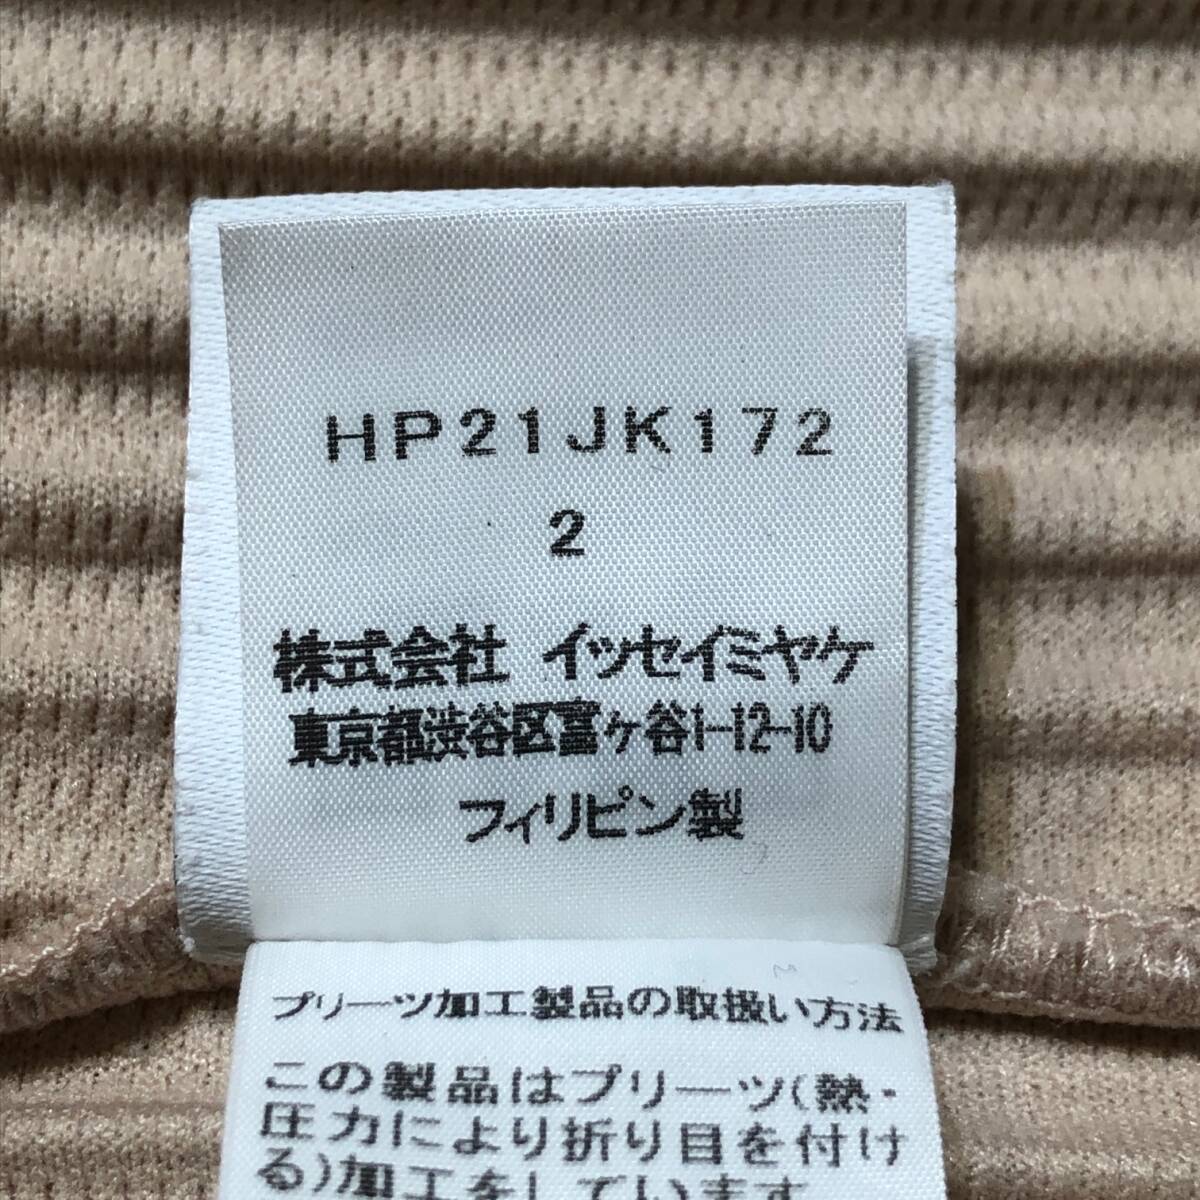 HP21JK172
2
株式会社 イッセイミヤケ
東京都渋谷区富ヶ谷1-12-10
フィリピン製
プリーツ加工製品の取扱い方法
この製品はプリーツ(熱・
圧力により折り目を付け
る)加工をしています